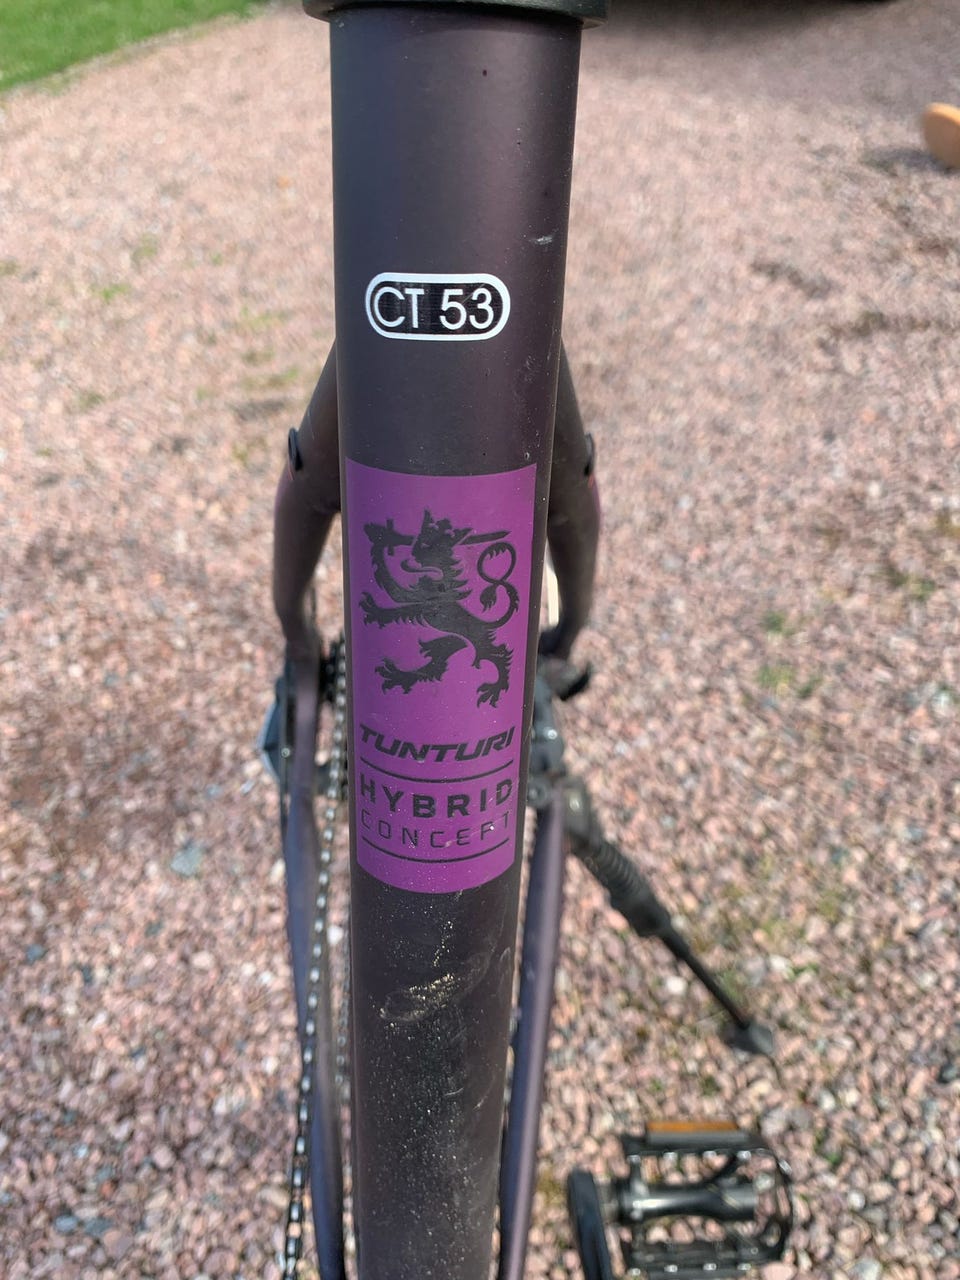 CT 53
TUNTURI
HYBRID
CONCEPT